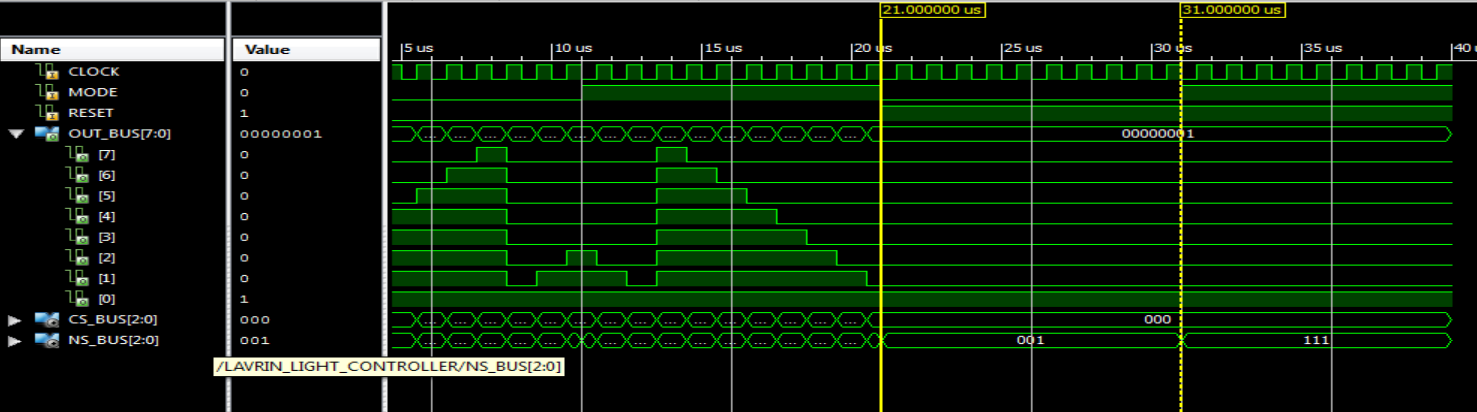 21.000000 us 31.000000 us
Name Value 5 us 10 us 15 us 20 us 25 us 30 us 35 us 40
CLOCK 0
MODE 0
RESET 1
OUT_BUS[7:0] 00000001 ... ... ... ... ... ... ... ... ... ... ... ... ... ... ... 00000001
[7] 0
[6] 0
[5] 0
[4] 0
[3] 0
[2] 0
[1] 0
[0] 1
CS_BUS[2:0] 000 ... ... ... ... ... ... ... ... ... ... ... ... ... ... ... 000
NS_BUS[2:0] 001 ... ... ... ... ... ... ... ... ... ... ... ... ... ... 001 111
/LAVRIN_LIGHT_CONTROLLER/NS_BUS[2:0]